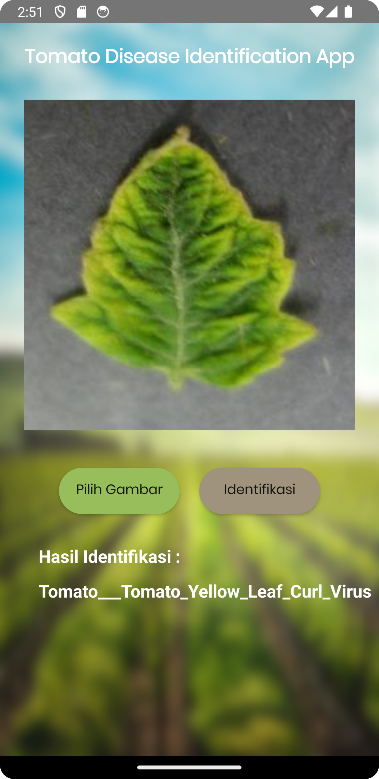 2:51
Tomato Disease Identification App
Pilih Gambar
Identifikasi
Hasil Identifikasi :
Tomato___Tomato_Yellow_Leaf_Curl_Virus